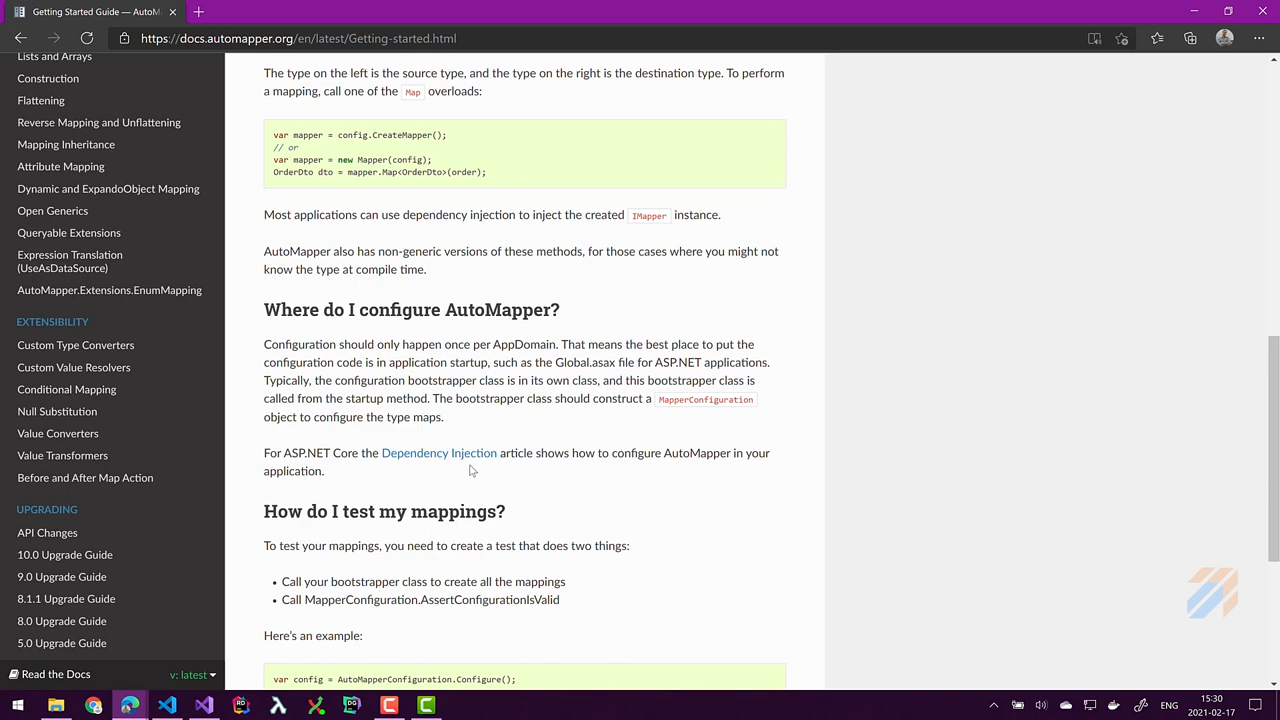 Getting Started Guide — AutoM
https://docs.automapper.org/en/latest/Getting-started.html
Lists and Arrays
Construction
Flattening
Reverse Mapping and Unflattening
Mapping Inheritance
Attribute Mapping
Dynamic and ExpandoObject Mapping
Open Generics
Queryable Extensions
Expression Translation
(UseAsDataSource)
AutoMapper.Extensions.EnumMapping
EXTENSIBILITY
Custom Type Converters
Custom Value Resolvers
Conditional Mapping
Null Substitution
Value Converters
Value Transformers
Before and After Map Action
UPGRADING
API Changes
10.0 Upgrade Guide
9.0 Upgrade Guide
8.1.1 Upgrade Guide
8.0 Upgrade Guide
5.0 Upgrade Guide
Read the Docs
v: latest
The type on the left is the source type, and the type on the right is the destination type. To perform
a mapping, call one of the Map overloads:
var mapper = config.CreateMapper();
// or
var mapper = new Mapper(config);
OrderDto dto = mapper.Map<OrderDto>(order);
Most applications can use dependency injection to inject the created IMapper instance.
AutoMapper also has non-generic versions of these methods, for those cases where you might not
know the type at compile time.
Where do I configure AutoMapper?
Configuration should only happen once per AppDomain. That means the best place to put the
configuration code is in application startup, such as the Global.asax file for ASP.NET applications.
Typically, the configuration bootstrapper class is in its own class, and this bootstrapper class is
called from the startup method. The bootstrapper class should construct a MapperConfiguration
object to configure the type maps.
For ASP.NET Core the Dependency Injection article shows how to configure AutoMapper in your
application.
How do I test my mappings?
To test your mappings, you need to create a test that does two things:
• Call your bootstrapper class to create all the mappings
• Call MapperConfiguration.AssertConfigurationIsValid
Here's an example:
var config = AutoMapperConfiguration.Configure();
RD
DG
C
C
ENG
15:30
2021-02-17